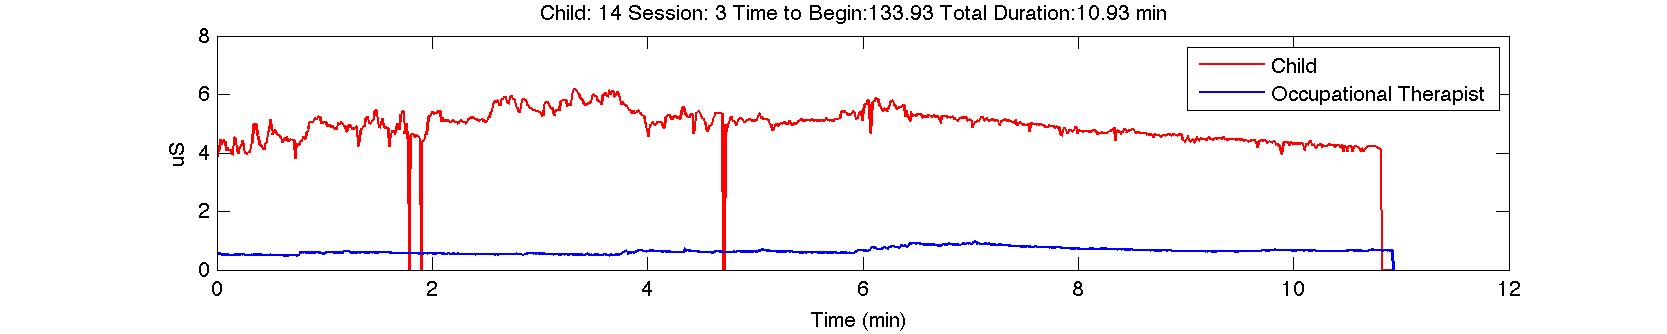 Child: 14 Session: 3 Time to Begin:133.93 Total Duration:10.93 min
8
6
4
2
0
uS
Child
Occupational Therapist
0 2 4 6 8 10 12
Time (min)